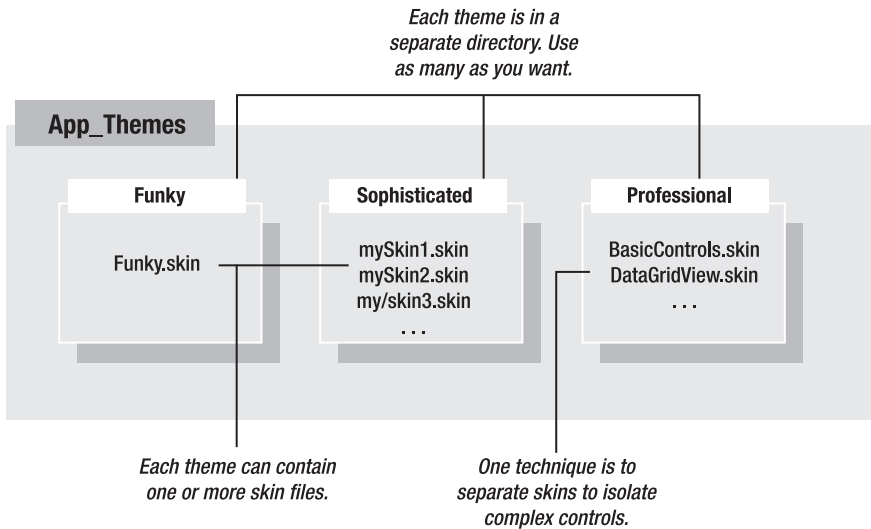 Each theme is in a
separate directory. Use
as many as you want.
App_Themes
Funky
Funky.skin
Sophisticated
mySkin1.skin
mySkin2.skin
my/skin3.skin
. . .
Professional
BasicControls.skin
DataGridView.skin
. . .
Each theme can contain
one or more skin files.
One technique is to
separate skins to isolate
complex controls.